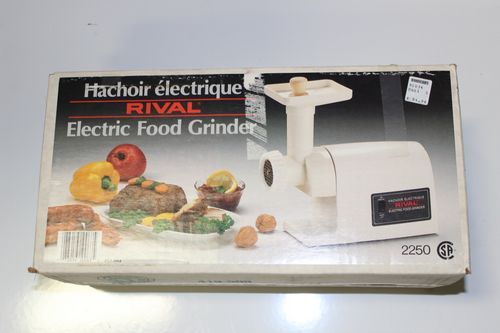 Hachoir électrique
RIVAL
Electric Food Grinder
HACHOIR ÉLECTRIQUE
RIVAL
ELECTRIC FOOD GRINDER
2250